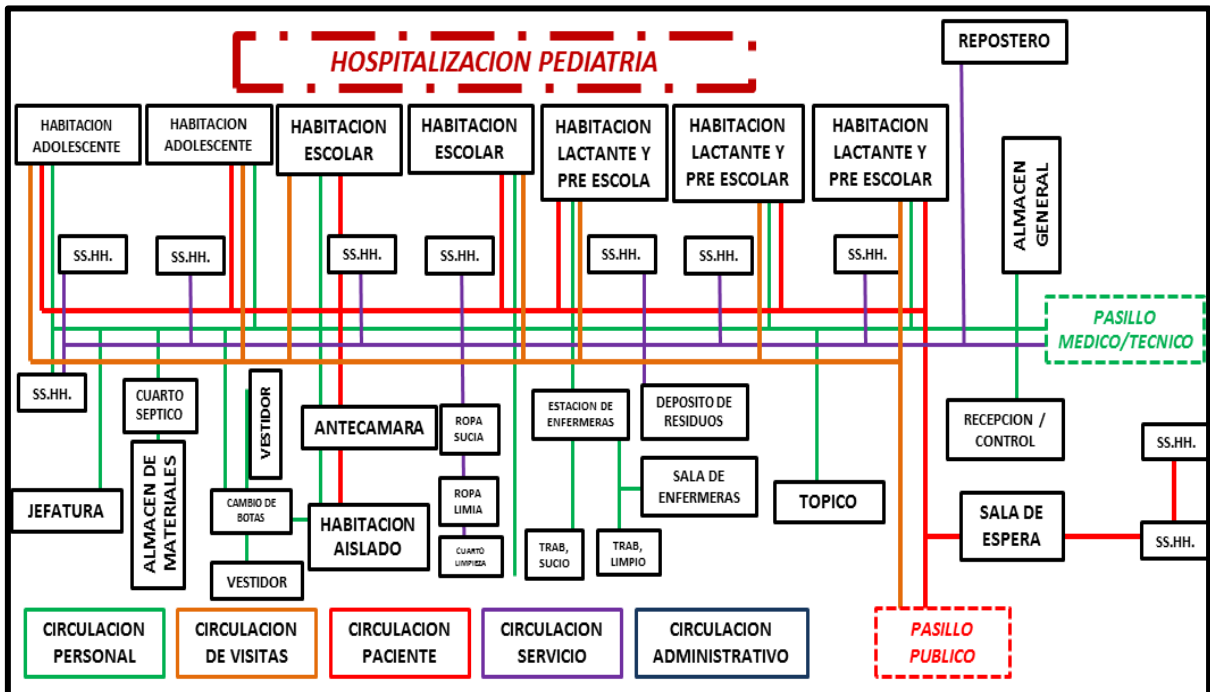 HOSPITALIZACION PEDIATRIA
REPOSTERO
HABITACION
ADOLESCENTE
HABITACION
ADOLESCENTE
HABITACION
ESCOLAR
HABITACION
ESCOLAR
HABITACION
LACTANTE Y
PRE ESCOLA
HABITACION
LACTANTE Y
PRE ESCOLAR
HABITACION
LACTANTE Y
PRE ESCOLAR
ALMACEN
GENERAL
SS.HH.
SS.HH.
SS.HH.
SS.HH.
SS.HH.
SS.HH.
SS.HH.
PASILLO
MEDICO/TECNICO
SS.HH.
CUARTO
SEPTICO
VESTIDOR
ANTECAMARA
ROPA
SUCIA
ESTACION DE
ENFERMERAS
DEPOSITO DE
RESIDUOS
RECEPCION /
CONTROL
SS.HH.
JEFATURA
ALMACEN DE
MATERIALES
CAMBIO DE
BOTAS
HABITACION
AISLADO
ROPA
LIMIA
SALA DE
ENFERMERAS
TOPICO
SALA DE
ESPERA
SS.HH.
VESTIDOR
CUARTO
LIMPIEZA
TRAB,
SUCIO
TRAB,
LIMPIO
CIRCULACION
PERSONAL
CIRCULACION
DE VISITAS
CIRCULACION
PACIENTE
CIRCULACION
SERVICIO
CIRCULACION
ADMINISTRATIVO
PASILLO
PUBLICO